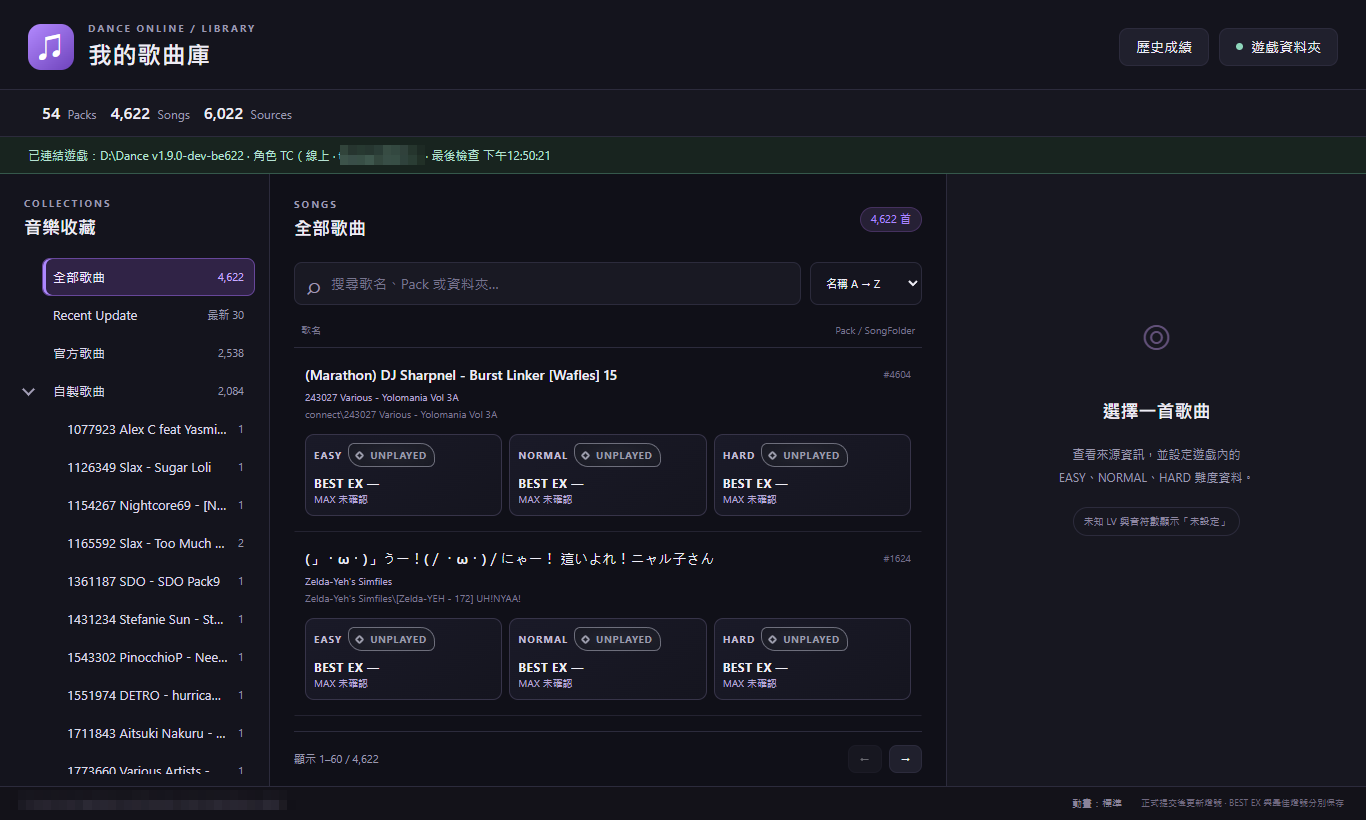 DANCE ONLINE / LIBRARY
我的歌曲庫
歷史成績
遊戲資料夾
54 Packs 4,622 Songs 6,022 Sources
已連結遊戲：D:\Dance v1.9.0-dev-be622 · 角色 TC（線上 ·
· 最後檢查 下午12:50:21
COLLECTIONS
音樂收藏
全部歌曲 4,622
Recent Update 最新 30
官方歌曲 2,538
自製歌曲 2,084
1077923 Alex C feat Yasmi... 1
1126349 Slax - Sugar Loli 1
1154267 Nightcore69 - [N... 1
1165592 Slax - Too Much ... 2
1361187 SDO - SDO Pack9 1
1431234 Stefanie Sun - St... 1
1543302 PinocchioP - Nee... 1
1551974 DETRO - hurrica... 1
1711843 Aitsuki Nakuru - ... 1
1773660 Various Artists - 1
SONGS
全部歌曲
4,622 首
搜尋歌名、Pack 或資料夾...
名稱 A → Z
歌名 Pack / SongFolder
(Marathon) DJ Sharpnel - Burst Linker [Wafles] 15 #4604
243027 Various - Yolomania Vol 3A
connect\243027 Various - Yolomania Vol 3A
EASY UNPLAYED
BEST EX —
MAX 未確認
NORMAL UNPLAYED
BEST EX —
MAX 未確認
HARD UNPLAYED
BEST EX —
MAX 未確認
(」・ω・)」うー！(/・ω・)/にゃー！ 這いよれ！ニャル子さん #1624
Zelda-Yeh's Simfiles
Zelda-Yeh's Simfiles\[Zelda-YEH - 172] UH!NYAA!
EASY UNPLAYED
BEST EX —
MAX 未確認
NORMAL UNPLAYED
BEST EX —
MAX 未確認
HARD UNPLAYED
BEST EX —
MAX 未確認
顯示 1–60 / 4,622
← →
選擇一首歌曲
查看來源資訊，並設定遊戲內的
EASY、NORMAL、HARD 難度資料。
未知 LV 與音符數顯示「未設定」
動畫：標準
正式提交後更新燈號 · BEST EX 與最佳燈號分別保存